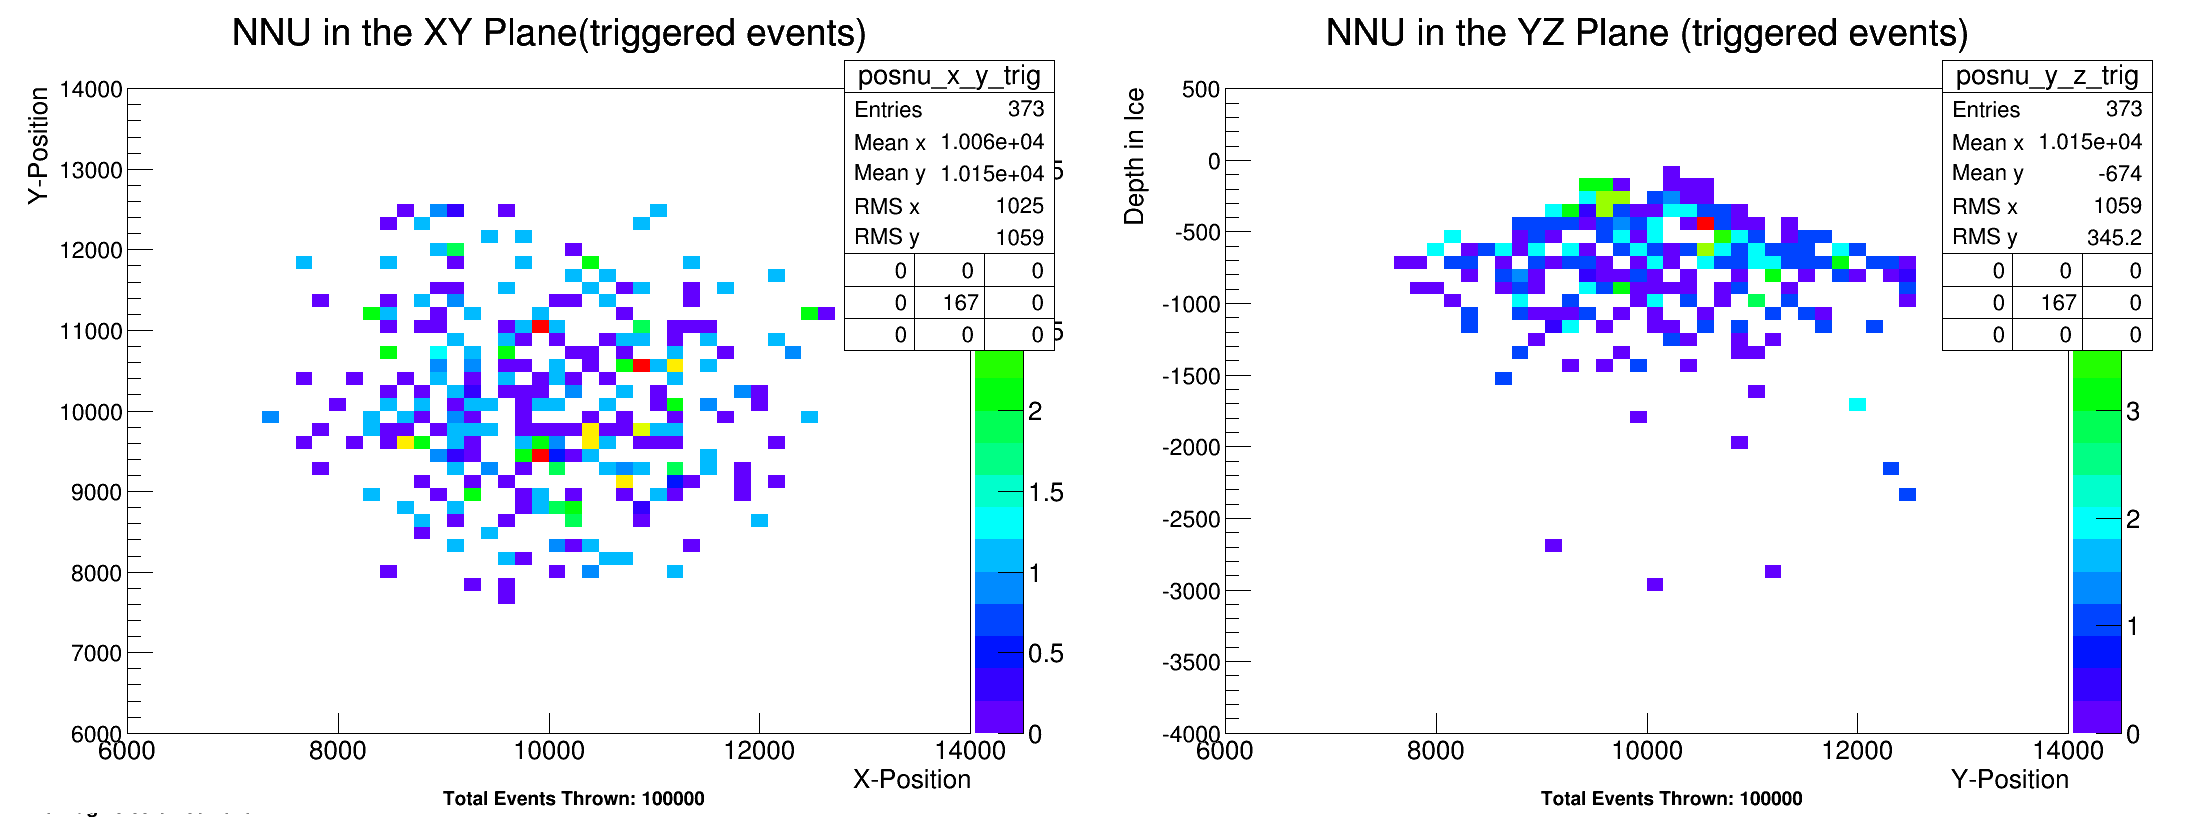 NNU in the XY Plane(triggered events)
Y-Position
14000
13000
12000
11000
10000
9000
8000
7000
6000
6000
8000
10000
12000
14000
X-Position
posnu_x_y_trig
Entries 373
Mean x 1.006e+04
Mean y 1.015e+04
RMS x 1025
RMS y 1059
0 0 0
0 167 0
0 0 0
5
5
2
1.5
1
0.5
0
Total Events Thrown: 100000
NNU in the YZ Plane (triggered events)
Depth in Ice
500
0
-500
-1000
-1500
-2000
-2500
-3000
-3500
-4000
6000
8000
10000
12000
14000
Y-Position
posnu_y_z_trig
Entries 373
Mean x 1.015e+04
Mean y -674
RMS x 1059
RMS y 345.2
0 0 0
0 167 0
0 0 0
3
2
1
0
Total Events Thrown: 100000